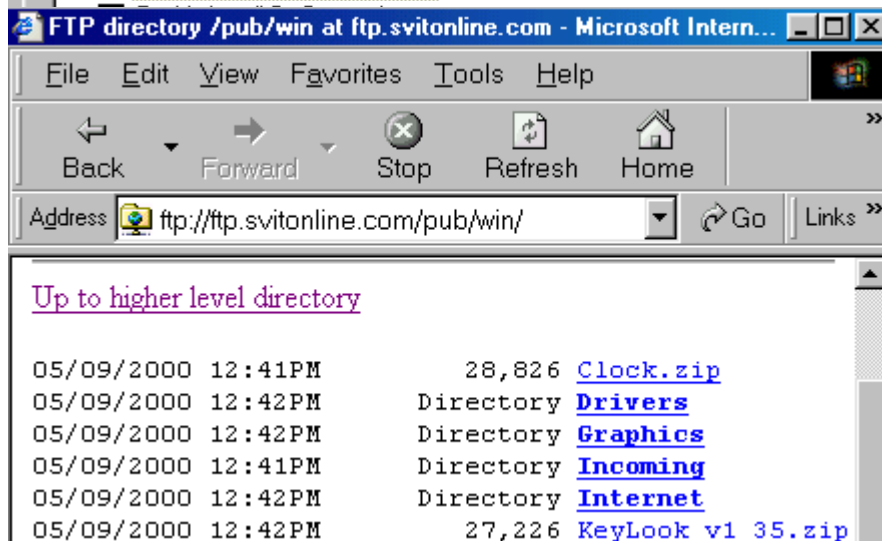 FTP directory /pub/win at ftp.svitonline.com - Microsoft Intern...
File Edit View Favorites Tools Help
»
Back Forward Stop Refresh Home
Address ftp://ftp.svitonline.com/pub/win/ Go Links »
Up to higher level directory
05/09/2000 12:41PM 28,826 Clock.zip
05/09/2000 12:42PM Directory Drivers
05/09/2000 12:42PM Directory Graphics
05/09/2000 12:41PM Directory Incoming
05/09/2000 12:42PM Directory Internet
05/09/2000 12:42PM 27,226 KeyLook v1 35.zip